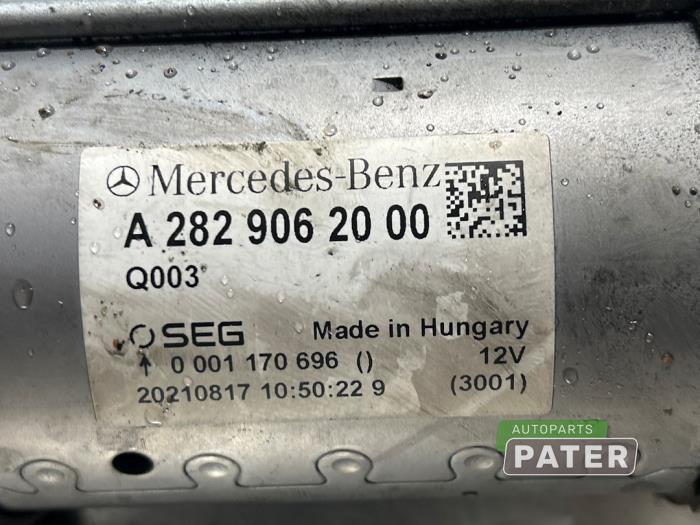 Mercedes-Benz
A 282 906 20 00
Q003
SEG Made in Hungary
0 001 170 696 () 12V
20210817 10:50:22 9 (3001)
AUTOPARTS
PATER